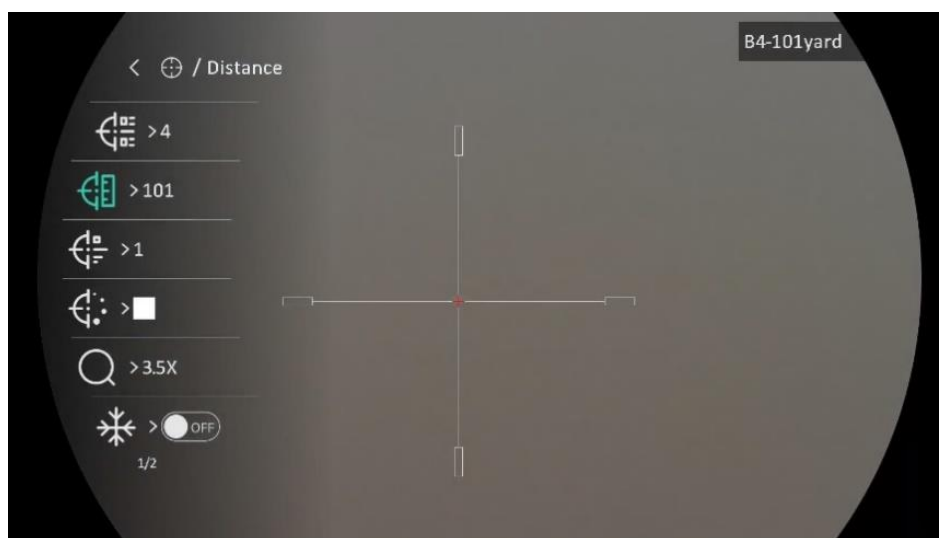 B4-101yard
< / Distance
>4
>101
>1
>
>3.5X
> OFF
1/2